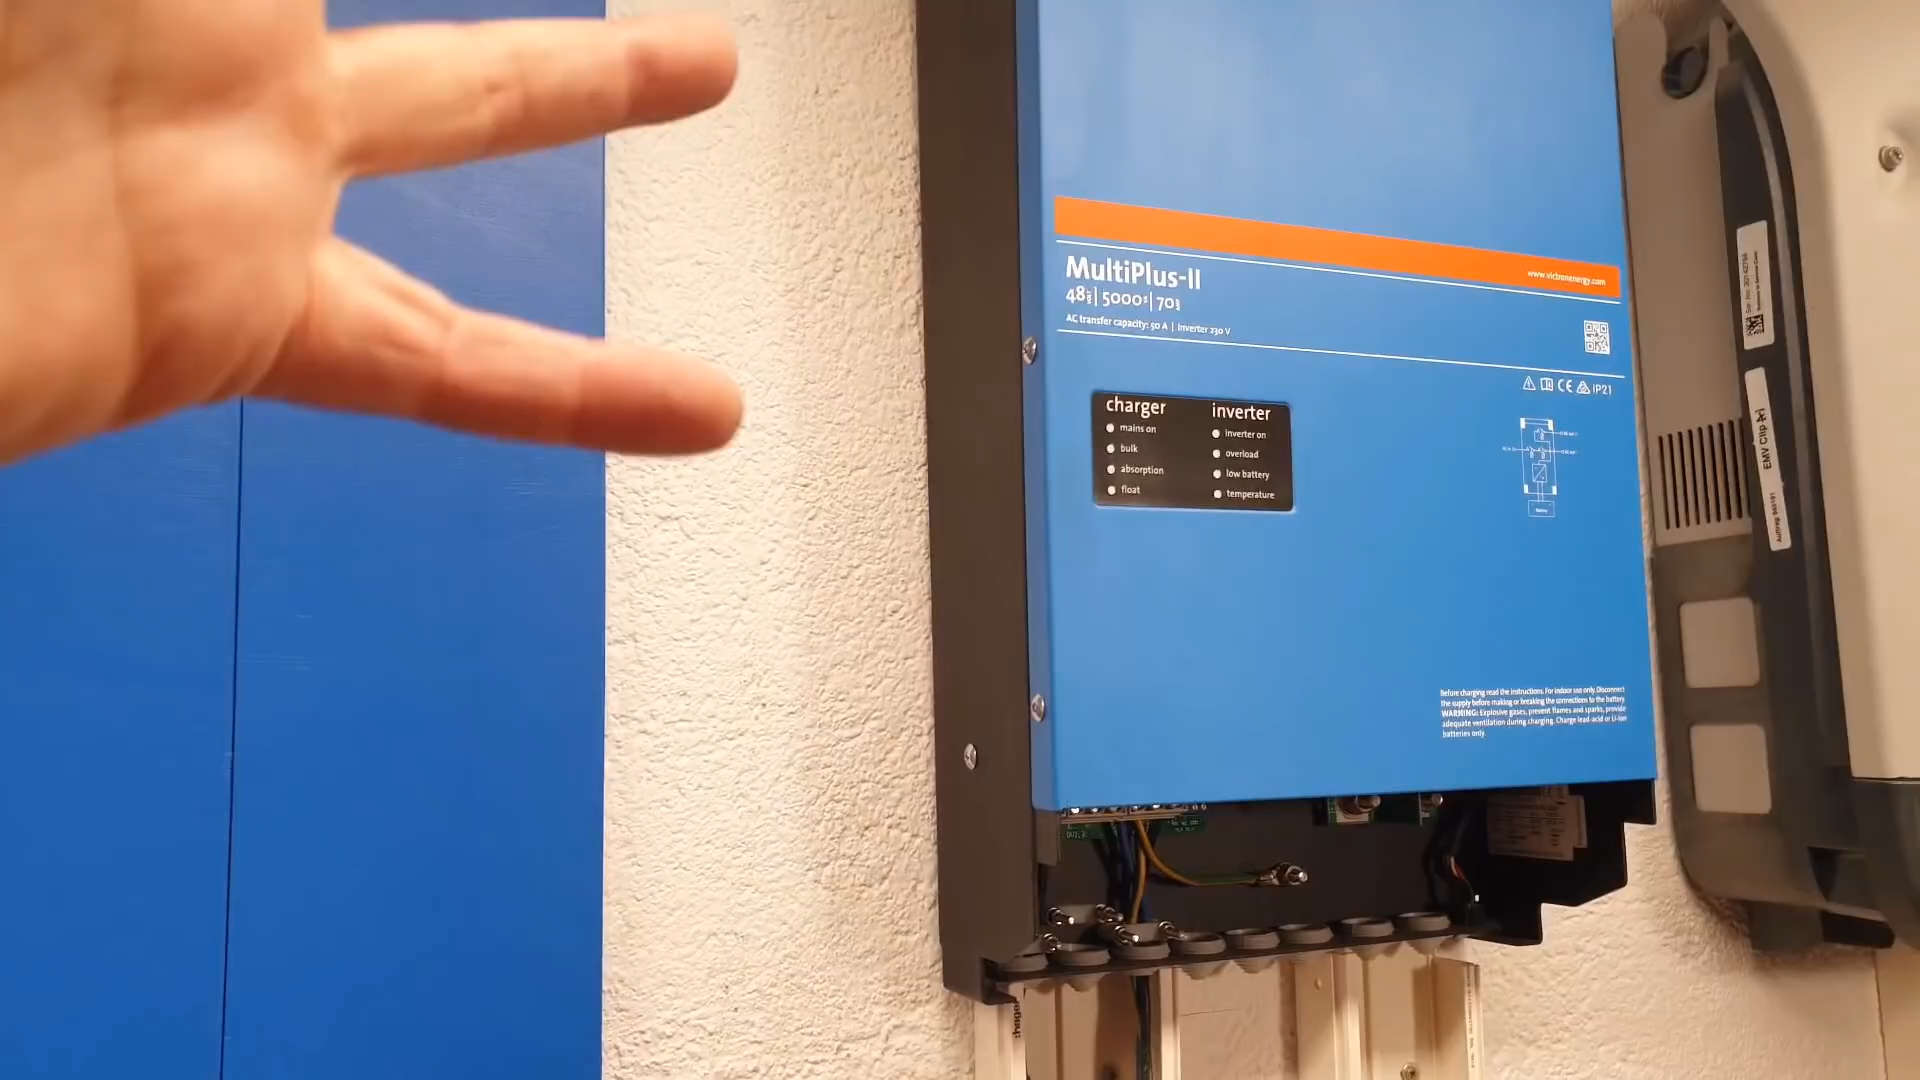 www.victronenergy.com
MultiPlus-II
48 | 5000 | 70
AC transfer capacity: 50 A | Inverter 230 V
CE IP21
charger
mains on
bulk
absorption
float
inverter
inverter on
overload
low battery
temperature
Battery
Before charging read the instructions. For indoor use only. Disconnect
the supply before making or breaking the connections to the battery.
WARNING: Explosive gases, prevent flames and sparks, provide
adequate ventilation during charging. Charge lead-acid or Li-Ion
batteries only.
EMV Clip
hager